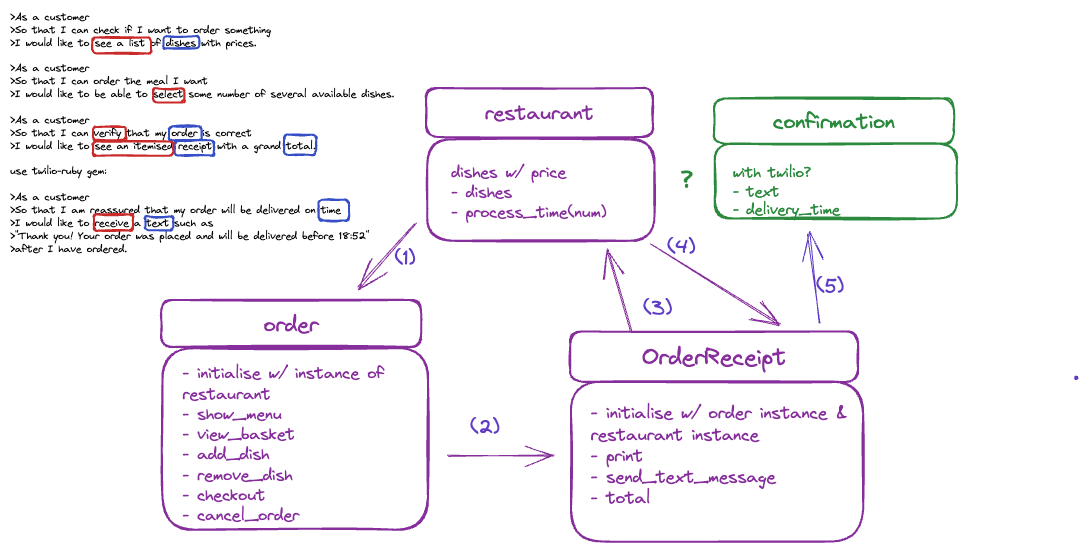 >As a customer
>So that I can check if I want to order something
>I would like to see a list of dishes with prices.
>As a customer
>So that I can order the meal I want
>I would like to be able to select some number of several available dishes.
>As a customer
>So that I can verify that my order is correct
>I would like to see an itemised receipt with a grand total.
use twilio-ruby gem:
>As a customer
>So that I am reassured that my order will be delivered on time
>I would like to receive a text such as
>"Thank you! Your order was placed and will be delivered before 18:52"
>after I have ordered.
restaurant
dishes w/ price
- dishes
- process_time(num)
?
confirmation
with twilio?
- text
- delivery_time
(1)
(4)
(3)
(5)
order
- initialise w/ instance of
restaurant
- show_menu
- view_basket
- add_dish
- remove_dish
- checkout
- cancel_order
(2)
OrderReceipt
- initialise w/ order instance &
restaurant instance
- print
- send_text_message
- total